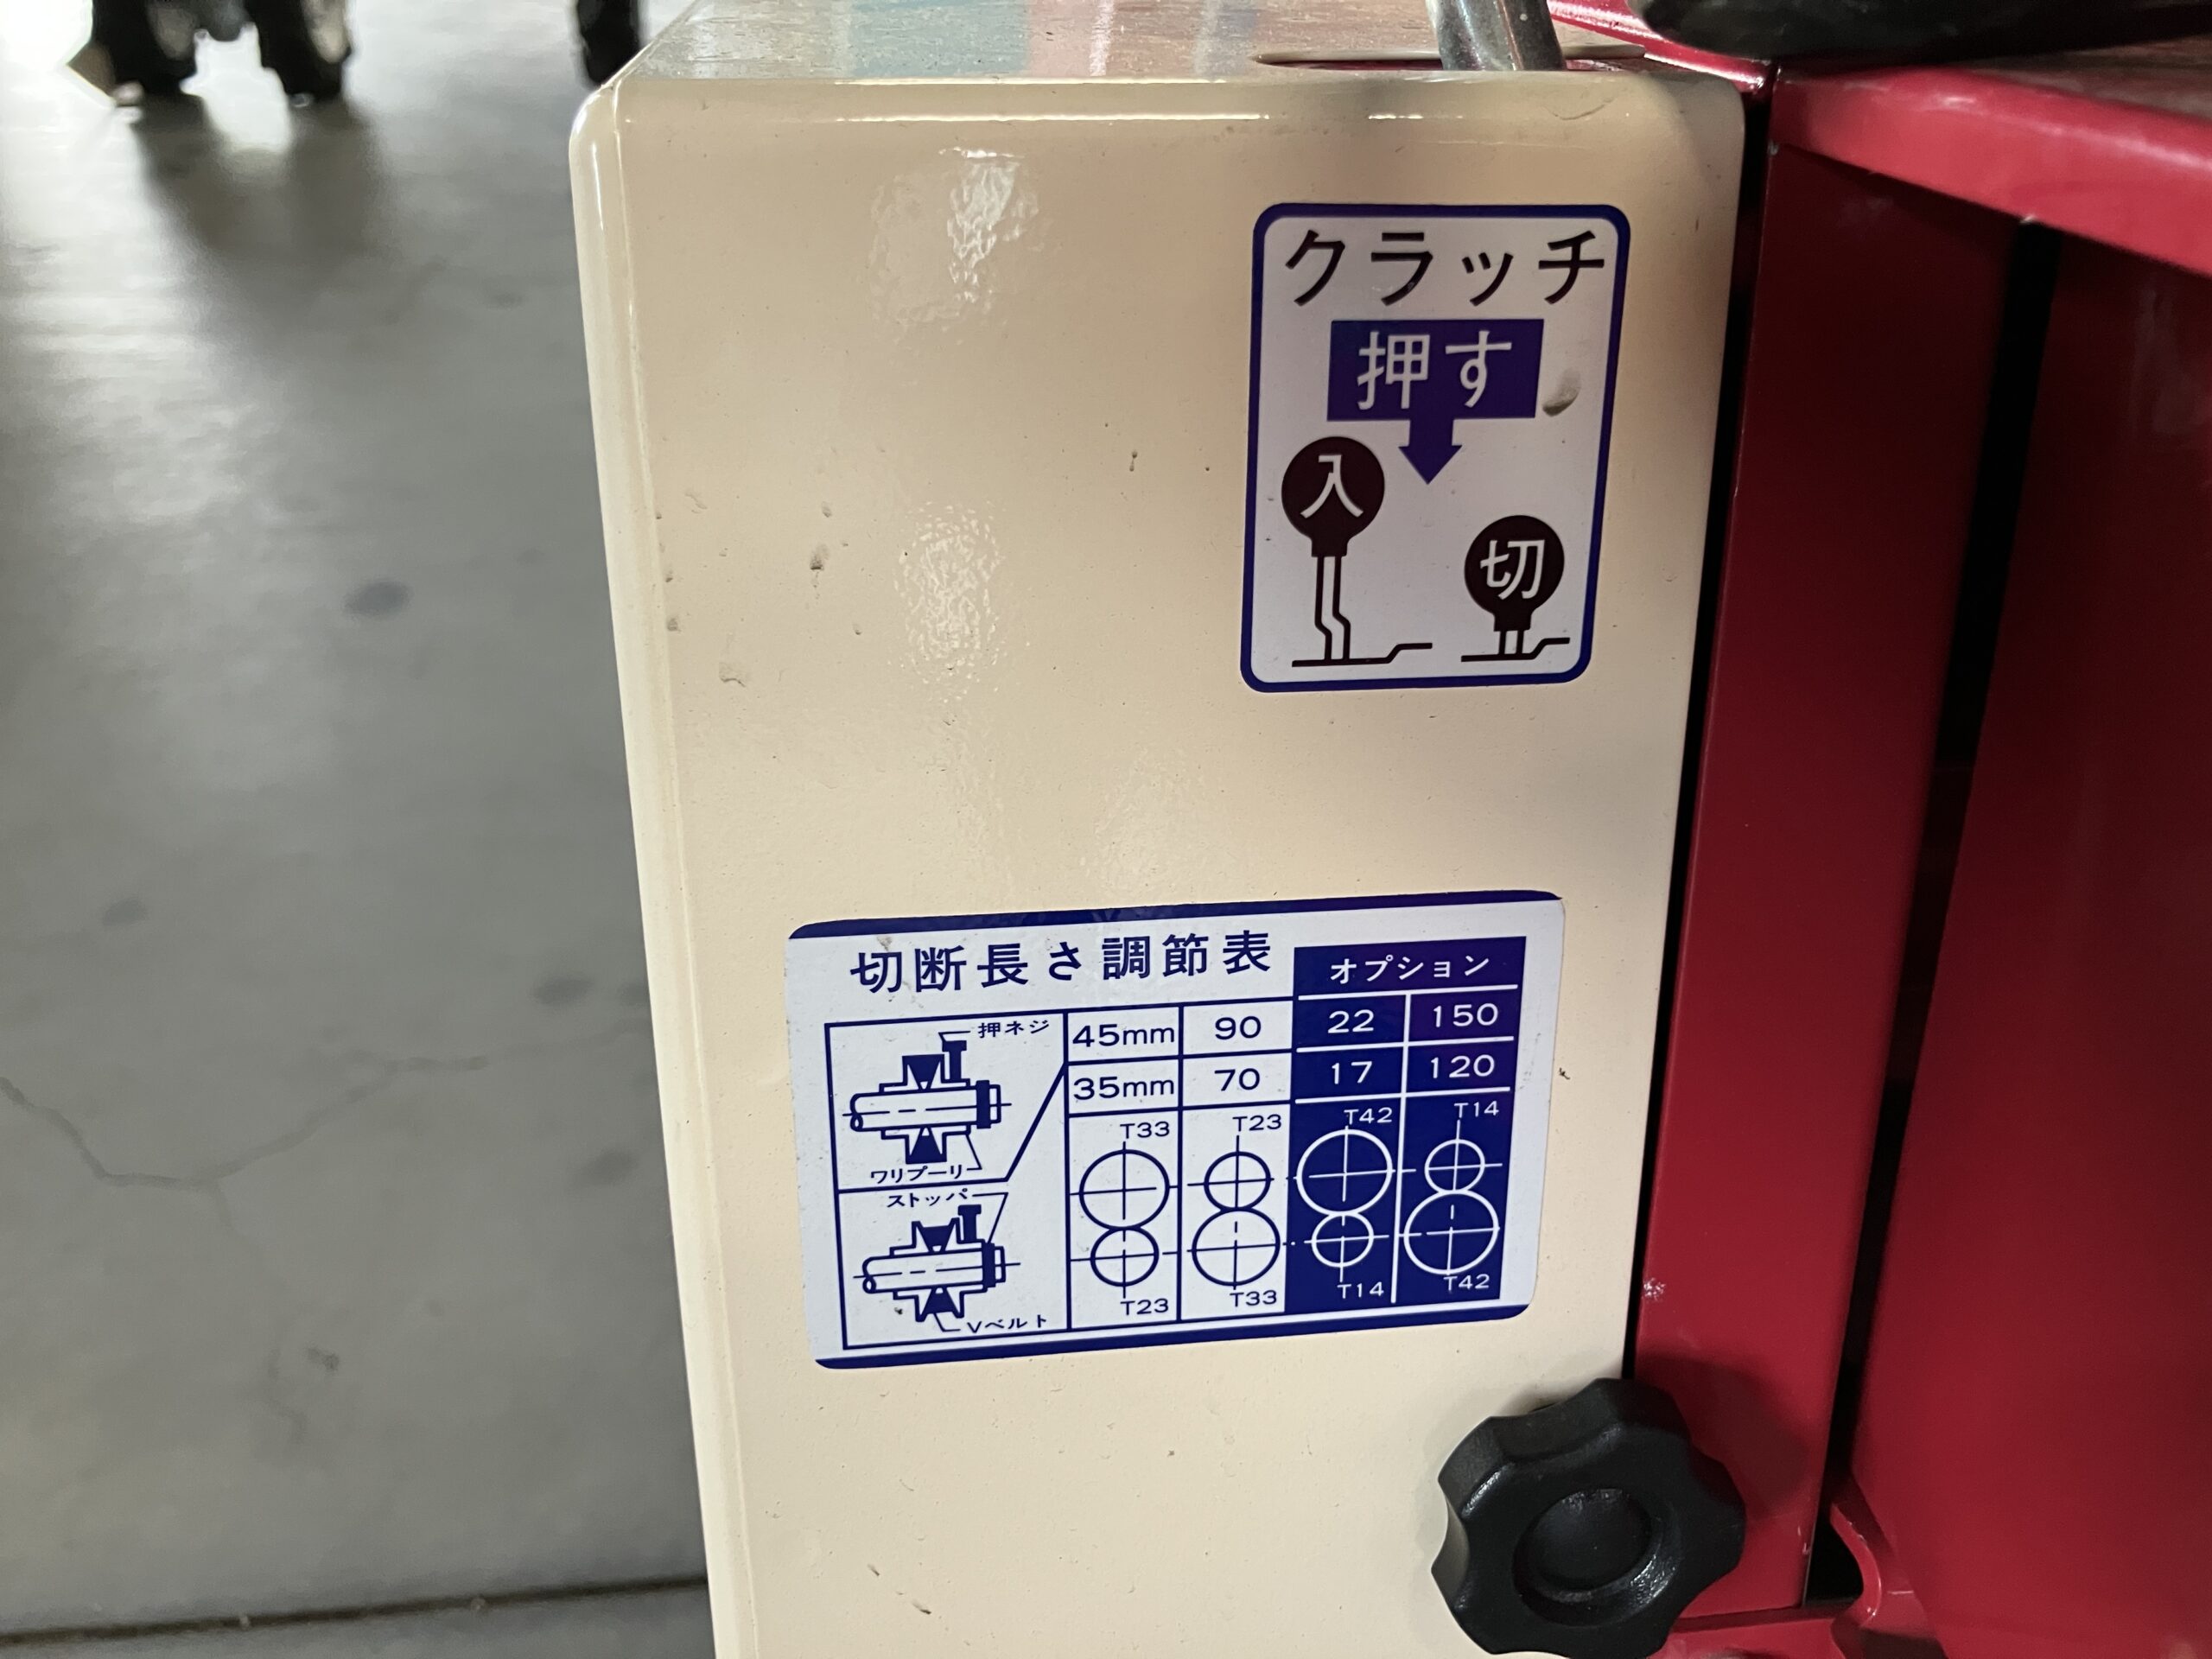 クラッチ
押す
入
切
切断長さ調節表
オプション
押ネジ
45mm 90 22 150
35mm 70 17 120
T33 T23 T42 T14
ワリプーリ
ストッパ
T23 T33 T14 T42
Vベルト